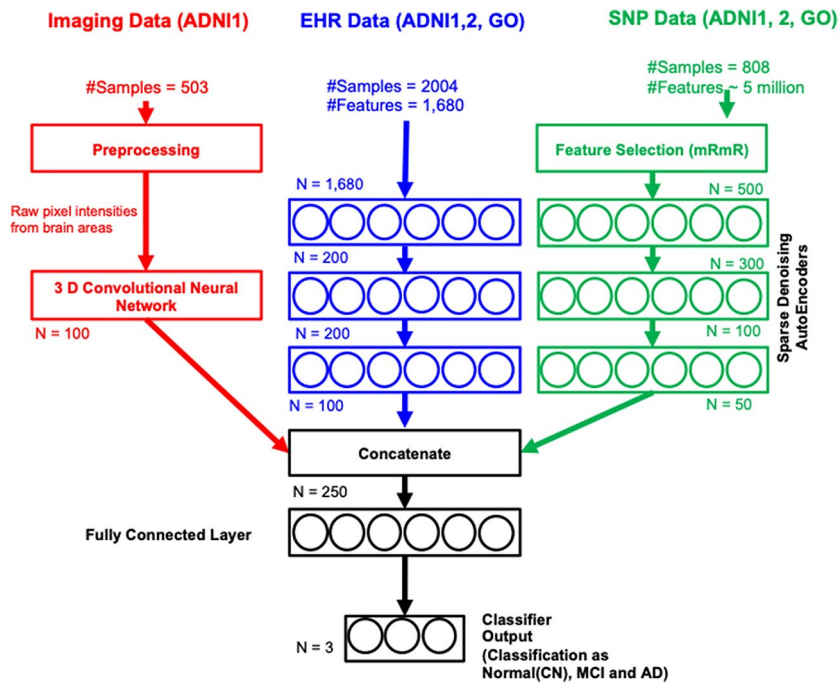 Imaging Data (ADNI1)
EHR Data (ADNI1,2, GO)
SNP Data (ADNI1, 2, GO)
#Samples = 503
#Samples = 2004
#Features = 1,680
#Samples = 808
#Features ~ 5 million
Preprocessing
Feature Selection (mRmR)
N = 1,680
N = 500
Raw pixel intensities
from brain areas
N = 200
N = 300
3 D Convolutional Neural
Network
N = 100
N = 200
N = 100
Sparse Denoising
AutoEncoders
N = 100
N = 50
Concatenate
N = 250
Fully Connected Layer
N = 3
Classifier
Output
(Classification as
Normal(CN), MCI and AD)